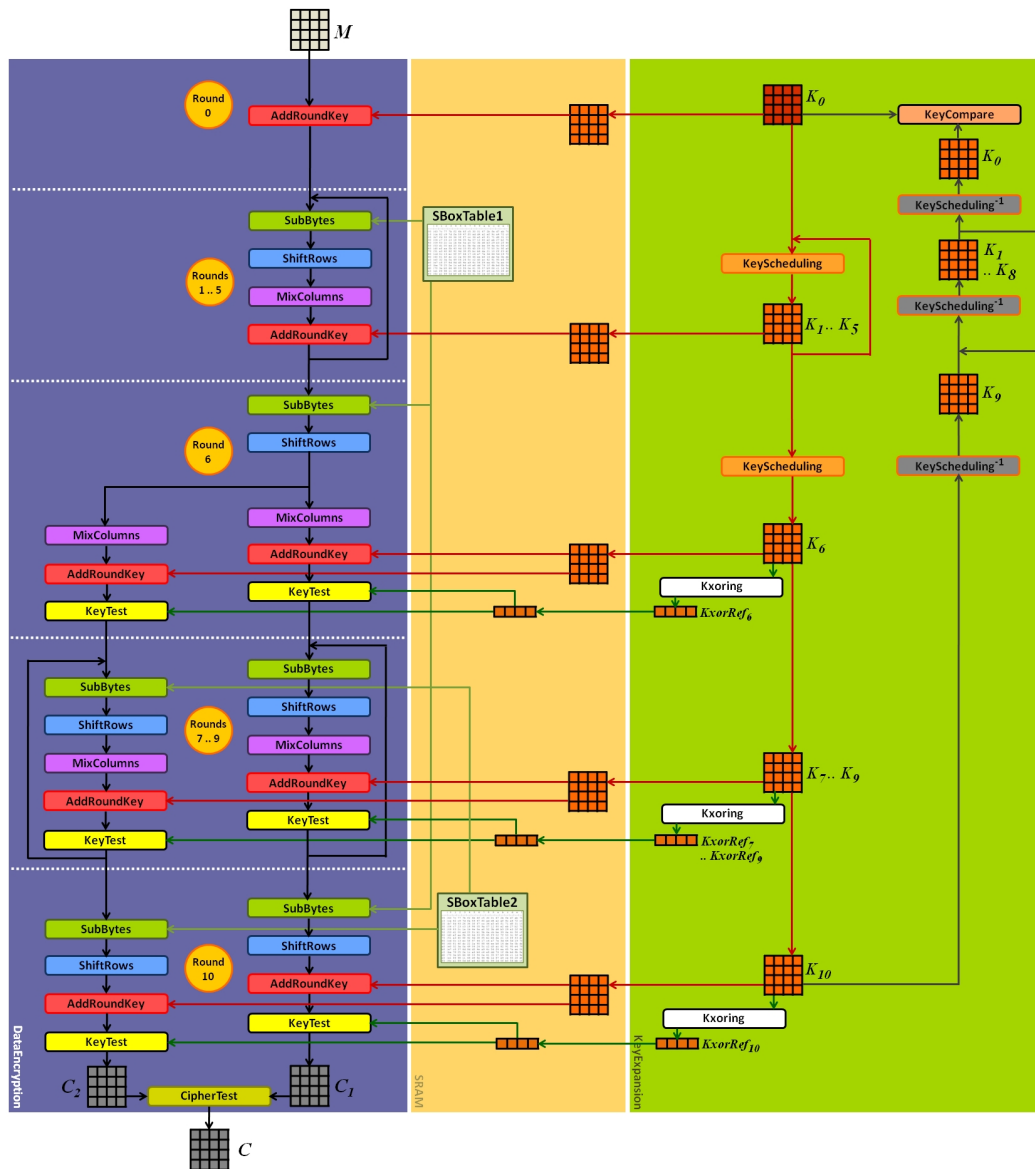 M
Round
0
AddRoundKey
K0
KeyCompare
K0
KeyScheduling-1
SubBytes
SBoxTable1
ShiftRows
KeyScheduling
K1
.. K8
Rounds
1 .. 5
MixColumns
KeyScheduling-1
AddRoundKey
K1 .. K5
K9
SubBytes
Round
6
ShiftRows
KeyScheduling
KeyScheduling-1
MixColumns
MixColumns
AddRoundKey
K6
AddRoundKey
KeyTest
Kxoring
KeyTest
KxorRef6
SubBytes
SubBytes
ShiftRows
ShiftRows
Rounds
7 .. 9
MixColumns
MixColumns
AddRoundKey
K7.. K9
AddRoundKey
KeyTest
Kxoring
KeyTest
KxorRef7
.. KxorRef9
SubBytes
SBoxTable2
SubBytes
ShiftRows
ShiftRows
Round
10
AddRoundKey
K10
AddRoundKey
KeyTest
Kxoring
KeyTest
KxorRef10
DataEncryption
SRAM
KeyExpansion
C2
CipherTest
C1
C